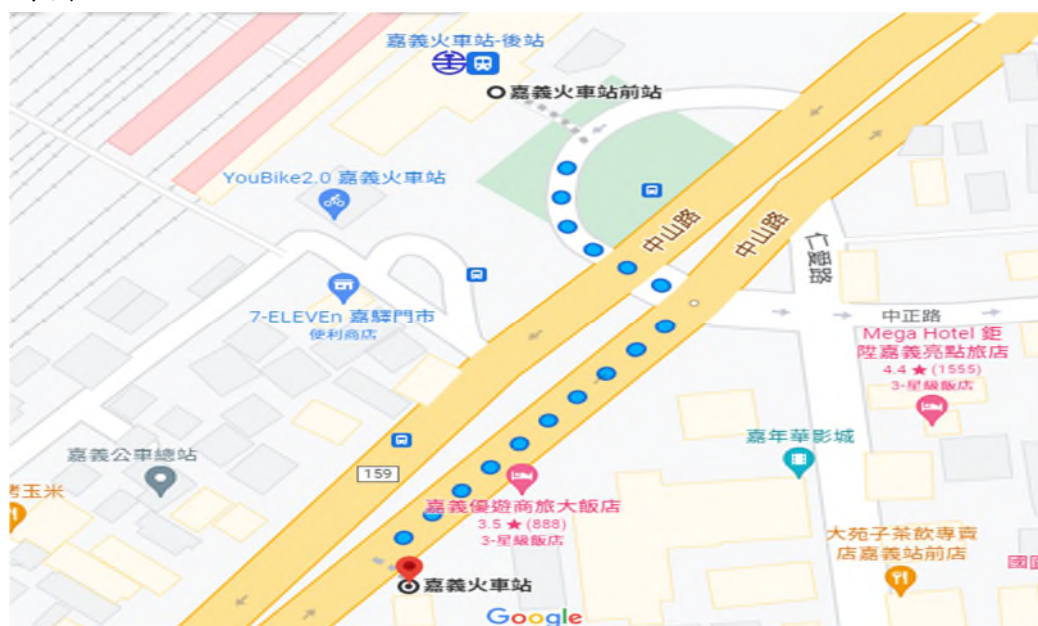 嘉義火車站-後站
嘉義火車站前站
YouBike2.0 嘉義火車站
中山路
中山路
仁愛路
7-ELEVEn 嘉驛門市
便利商店
中正路
Mega Hotel 鉅
陞嘉義亮點旅店
4.4 ★ (1555)
3-星級飯店
嘉義公車總站
159
嘉年華影城
烤玉米
嘉義優遊商旅大飯店
3.5 ★ (888)
3-星級飯店
大苑子茶飲專賣
店嘉義站前店
嘉義火車站
Google